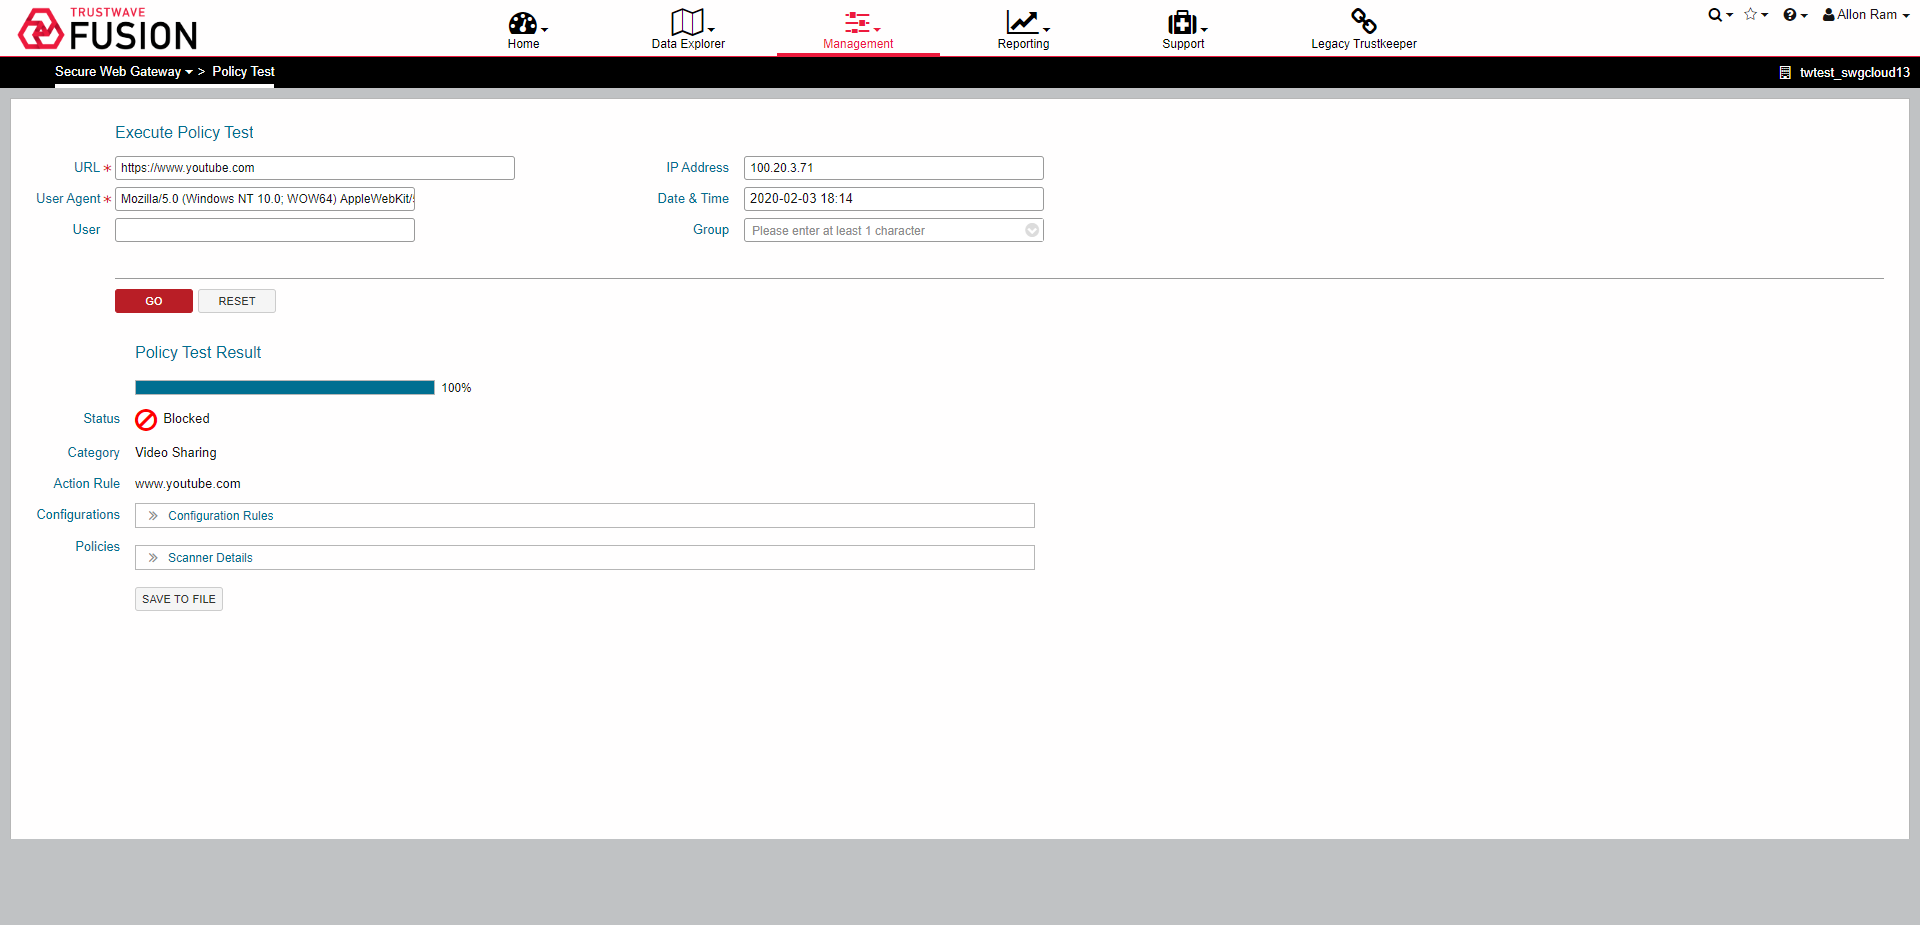 TRUSTWAVE
FUSION
Home
Data Explorer
Management
Reporting
Support
Legacy Trustkeeper
Allon Ram
Secure Web Gateway > Policy Test
twtest_swgcloud13
Execute Policy Test
URL * https://www.youtube.com
IP Address 100.20.3.71
User Agent * Mozilla/5.0 (Windows NT 10.0; WOW64) AppleWebKit/
Date & Time 2020-02-03 18:14
User
Group Please enter at least 1 character
GO
RESET
Policy Test Result
100%
Status Blocked
Category Video Sharing
Action Rule www.youtube.com
Configurations » Configuration Rules
Policies
» Scanner Details
SAVE TO FILE